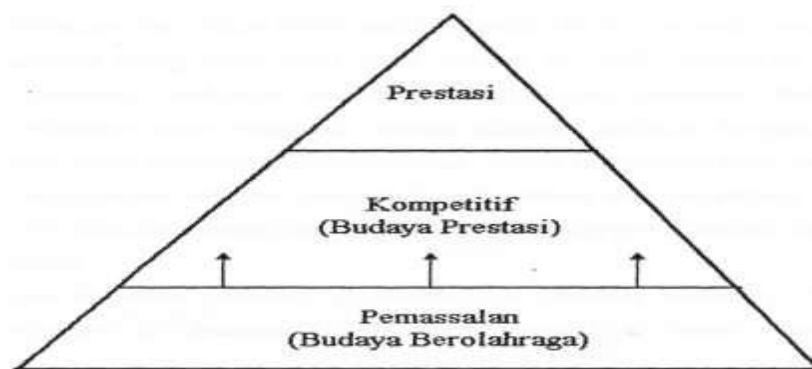 Prestasi
Kompetitif
(Budaya Prestasi)
Pemassalan
(Budaya Berolahraga)